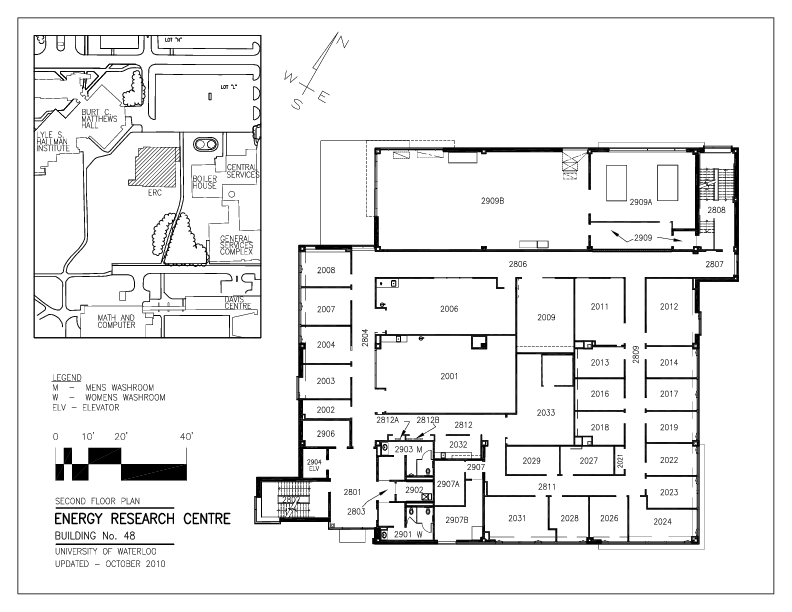 LOT "H"
LOT "L"
BURT C.
MATTHEWS
HALL
LYLE S.
HALLMAN
INSTITUTE
ERC
BOILER
HOUSE
CENTRAL
SERVICES
GENERAL
SERVICES
COMPLEX
DAVIS
CENTRE
MATH AND
COMPUTER
N
W
E
S
2909B
2909A
2808
2909
2806
2807
2008
2007
2004
2003
2002
2906
2804
2006
2009
2011
2012
2001
2809
2013
2014
2016
2017
2018
2019
2033
2812A
2812B
2812
2032
2903 M
2904
ELV
2907
2029
2027
2021
2022
2023
2801
2803
2902
2907A
2811
2901 W
2907B
2031
2028
2026
2024
LEGEND
M – MENS WASHROOM
W – WOMENS WASHROOM
ELV – ELEVATOR
0 10' 20' 40'
SECOND FLOOR PLAN
ENERGY RESEARCH CENTRE
BUILDING No. 48
UNIVERSITY OF WATERLOO
UPDATED – OCTOBER 2010